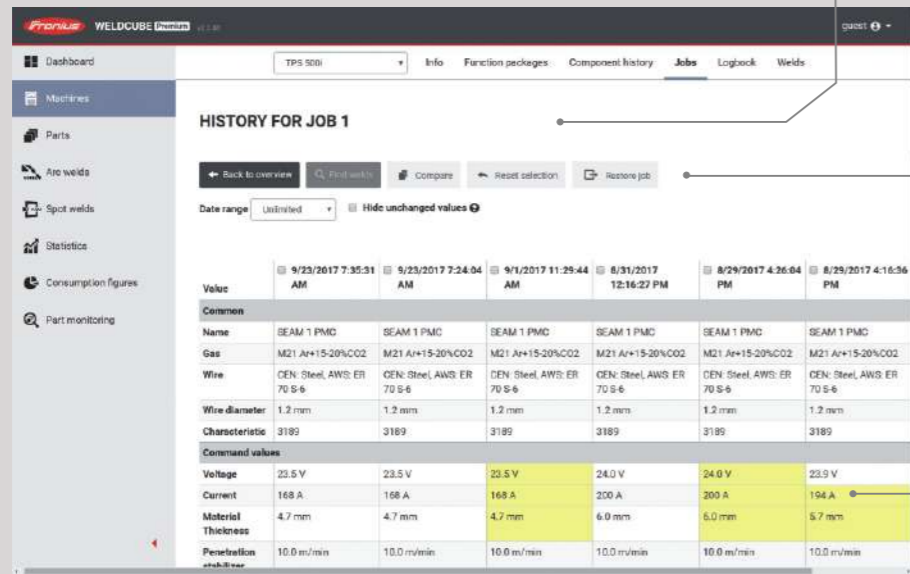 Fronius WELDCUBE Premium
guest
Dashboard
Machines
Parts
Arc welds
Spot welds
Statistics
Consumption figures
Part monitoring
TPS 500i Info Function packages Component history Jobs Logbook Welds
HISTORY FOR JOB 1
Back to overview Find welds Compare Reset selection Restore job
Date range Unlimited Hide unchanged values
Value 9/23/2017 7:35:31 AM 9/23/2017 7:24:04 AM 9/1/2017 11:29:44 AM 8/31/2017 12:16:27 PM 8/29/2017 4:26:04 PM 8/29/2017 4:16:36 PM
Common
Name SEAM 1 PMC SEAM 1 PMC SEAM 1 PMC SEAM 1 PMC SEAM 1 PMC SEAM 1 PMC
Gas M21 Ar+15-20%CO2 M21 Ar+15-20%CO2 M21 Ar+15-20%CO2 M21 Ar+15-20%CO2 M21 Ar+15-20%CO2 M21 Ar+15-20%CO2
Wire CEN: Steel, AWS: ER 70 S-6 CEN: Steel, AWS: ER 70 S-6 CEN: Steel, AWS: ER 70 S-6 CEN: Steel, AWS: ER 70 S-6 CEN: Steel, AWS: ER 70 S-6 CEN: Steel, AWS: ER 70 S-6
Wire diameter 1.2 mm 1.2 mm 1.2 mm 1.2 mm 1.2 mm 1.2 mm
Characteristic 3189 3189 3189 3189 3189 3189
Command values
Voltage 23.5 V 23.5 V 23.5 V 24.0 V 24.0 V 23.9 V
Current 168 A 168 A 168 A 200 A 200 A 194 A
Material Thickness 4.7 mm 4.7 mm 4.7 mm 6.0 mm 6.0 mm 5.7 mm
Penetration stabilizer 10.0 m/min 10.0 m/min 10.0 m/min 10.0 m/min 10.0 m/min 10.0 m/min